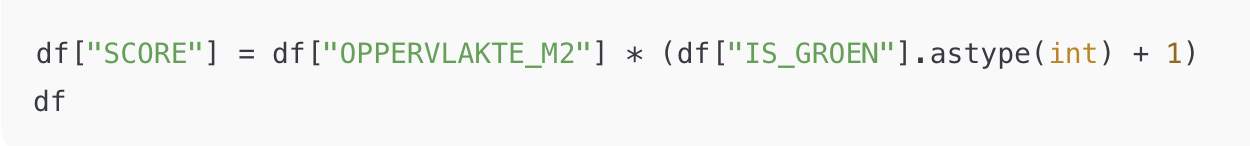 df["SCORE"] = df["OPPERVLAKTE_M2"] * (df["IS_GROEN"].astype(int) + 1)
df